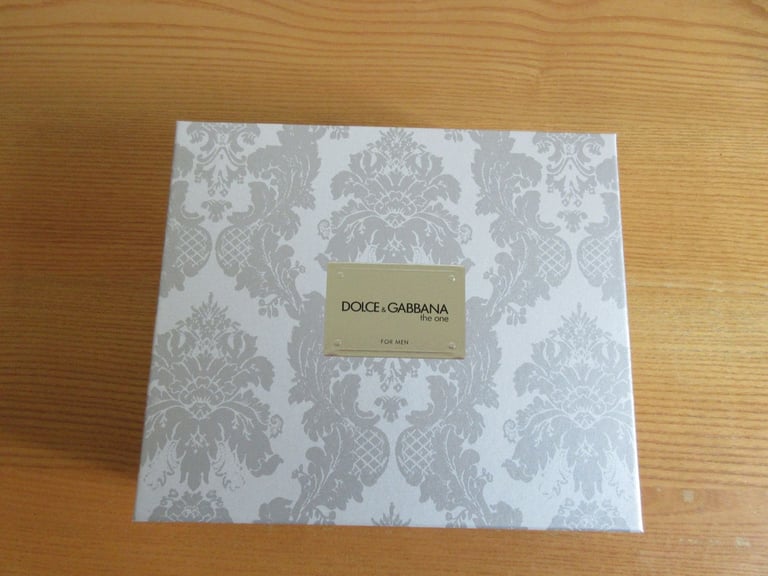 DOLCE & GABBANA
the one
FOR MEN